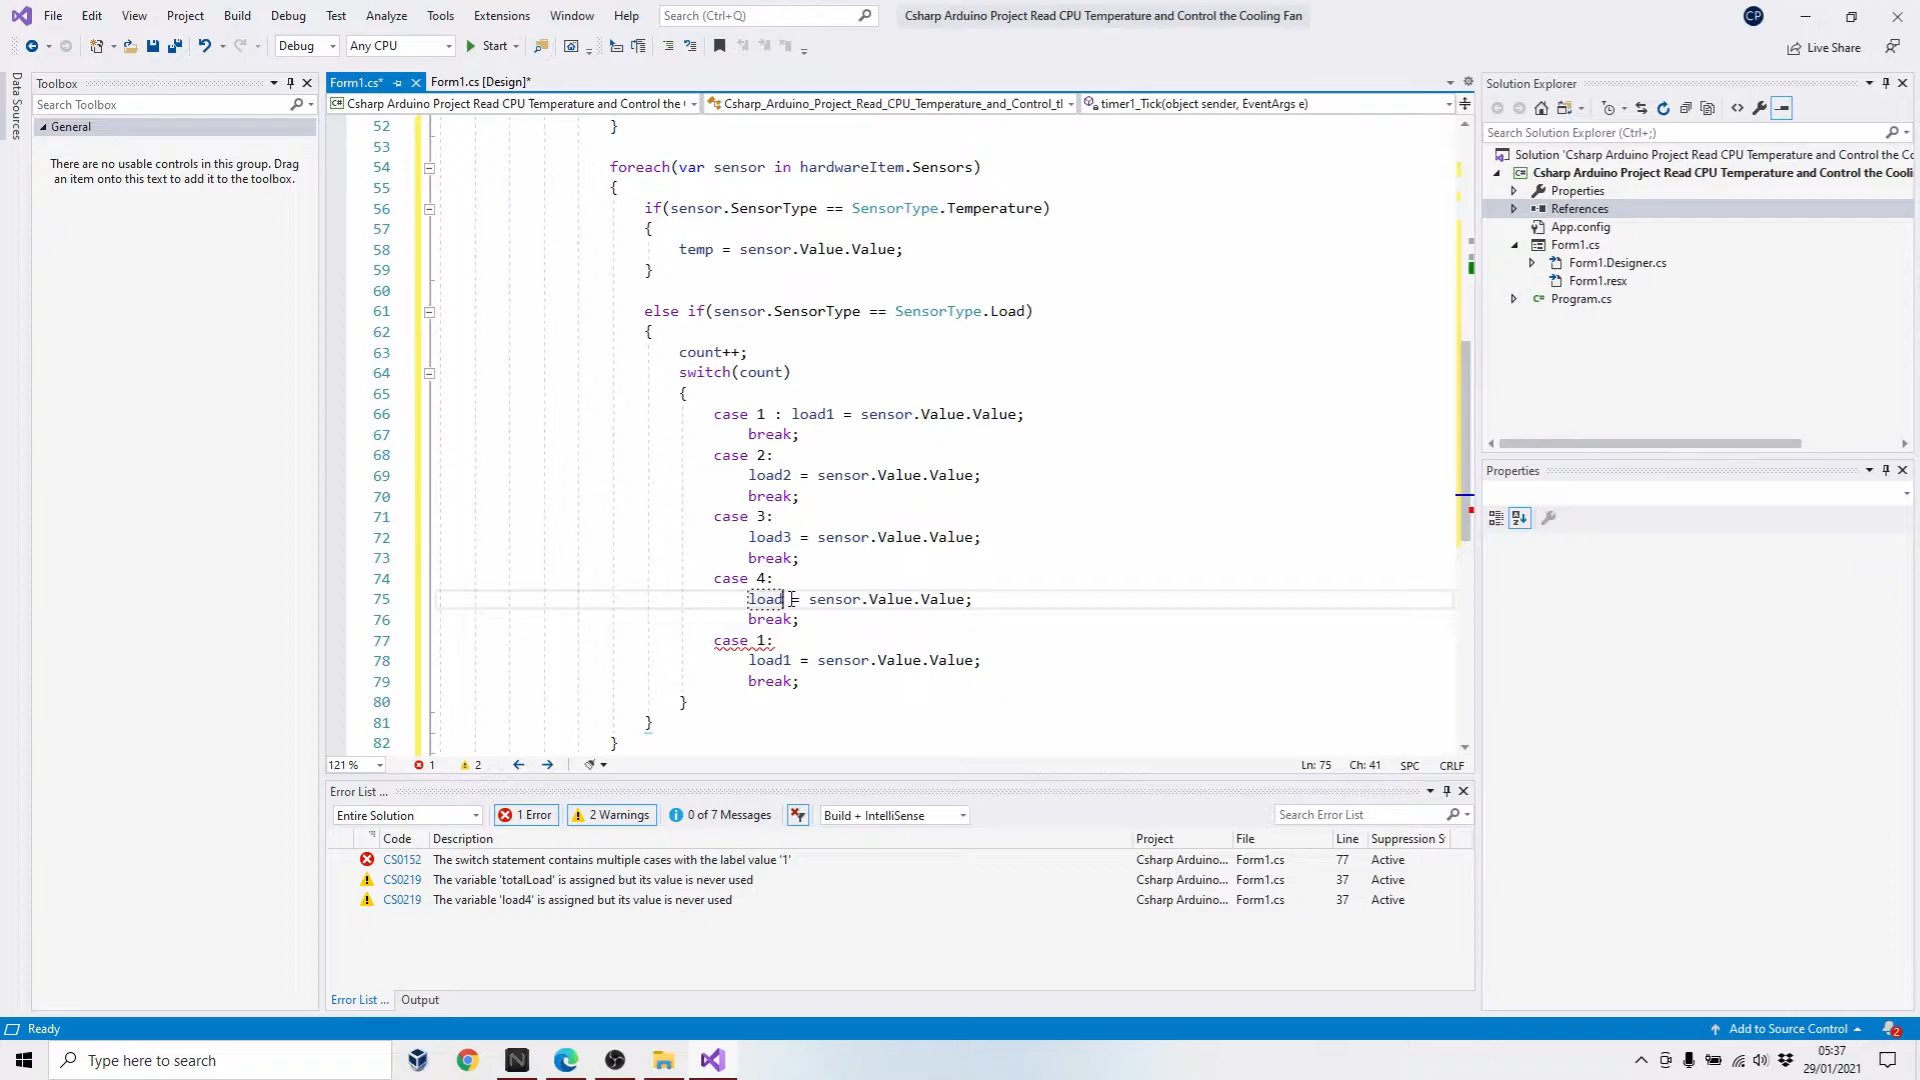 File Edit View Project Build Debug Test Analyze Tools Extensions Window Help Search (Ctrl+Q) Csharp Arduino Project Read CPU Temperature and Control the Cooling Fan CP
Debug Any CPU Start Live Share
Data Sources
Toolbox
Search Toolbox
General
There are no usable controls in this group. Drag
an item onto this text to add it to the toolbox.
Form1.cs* Form1.cs [Design]*
Csharp Arduino Project Read CPU Temperature and Control the Csharp_Arduino_Project_Read_CPU_Temperature_and_Control_tl timer1_Tick(object sender, EventArgs e)
52 }
53
54 foreach(var sensor in hardwareItem.Sensors)
55 {
56 if(sensor.SensorType == SensorType.Temperature)
57 {
58 temp = sensor.Value.Value;
59 }
60
61 else if(sensor.SensorType == SensorType.Load)
62 {
63 count++;
64 switch(count)
65 {
66 case 1 : load1 = sensor.Value.Value;
67 break;
68 case 2:
69 load2 = sensor.Value.Value;
70 break;
71 case 3:
72 load3 = sensor.Value.Value;
73 break;
74 case 4:
75 load = sensor.Value.Value;
76 break;
77 case 1:
78 load1 = sensor.Value.Value;
79 break;
80 }
81 }
82 }
121 % 1 2 Ln: 75 Ch: 41 SPC CRLF
Error List ...
Entire Solution 1 Error 2 Warnings 0 of 7 Messages Build + IntelliSense Search Error List
Code Description Project File Line Suppression S
CS0152 The switch statement contains multiple cases with the label value '1' Csharp Arduino... Form1.cs 77 Active
CS0219 The variable 'totalLoad' is assigned but its value is never used Csharp Arduino... Form1.cs 37 Active
CS0219 The variable 'load4' is assigned but its value is never used Csharp Arduino... Form1.cs 37 Active
Error List ... Output
Solution Explorer
Search Solution Explorer (Ctrl+;)
Solution 'Csharp Arduino Project Read CPU Temperature and Control the Cc
Csharp Arduino Project Read CPU Temperature and Control the Cooli
Properties
References
App.config
Form1.cs
Form1.Designer.cs
Form1.resx
Program.cs
Properties
Ready Add to Source Control 2
Type here to search 05:37
29/01/2021